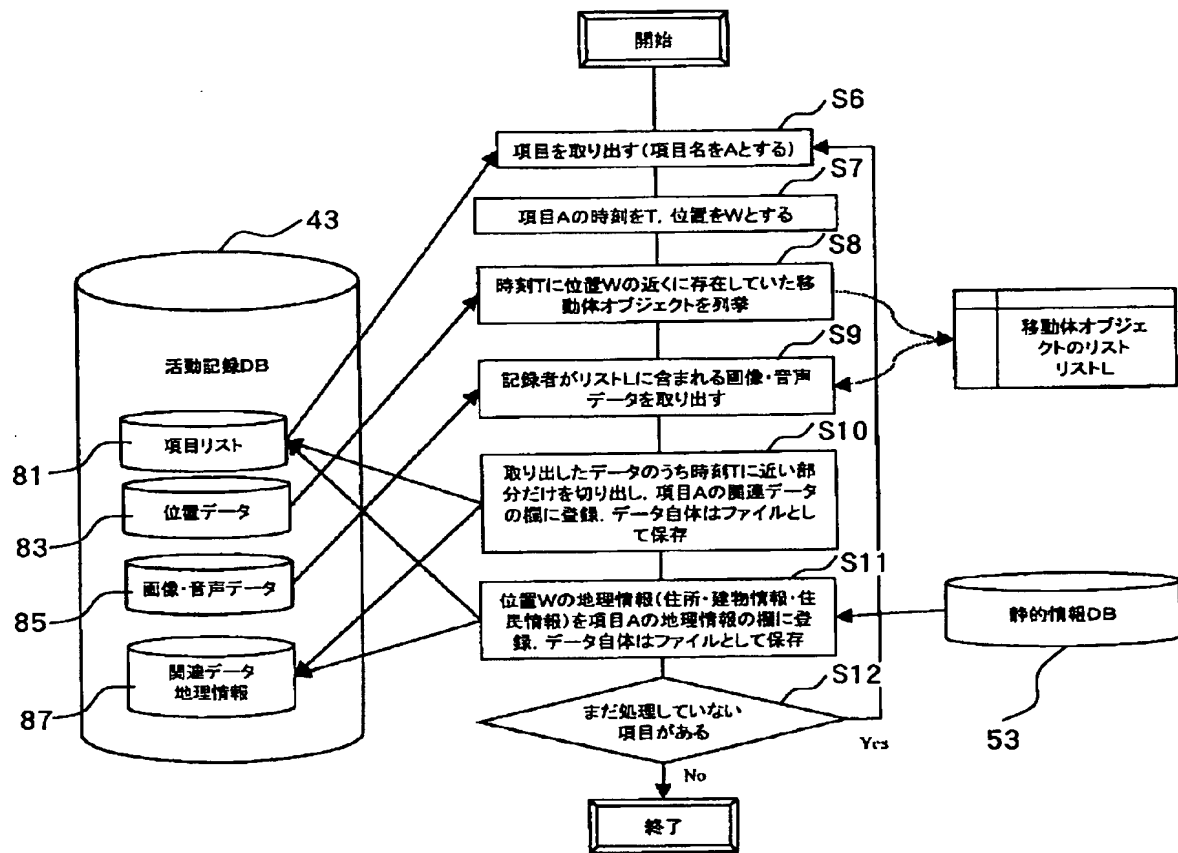 開始
S6
項目を取り出す(項目名をAとする)
S7
項目Aの時刻をT, 位置をWとする
43
S8
時刻Tに位置Wの近くに存在していた移
動体オブジェクトを列挙
移動体オブジェ
クトのリスト
リストL
S9
記録者がリストLに含まれる画像・音声
データを取り出す
活動記録DB
項目リスト
81
S10
取り出したデータのうち時刻Tに近い部
分だけを切り出し, 項目Aの関連データ
の欄に登録. データ自体はファイルとし
て保存
位置データ
83
画像・音声データ
85
S11
位置Wの地理情報(住所・建物情報・住
民情報)を項目Aの地理情報の欄に登
録. データ自体はファイルとして保存
静的情報DB
53
関連データ
地理情報
87
S12
まだ処理していない
項目がある
Yes
No
終了